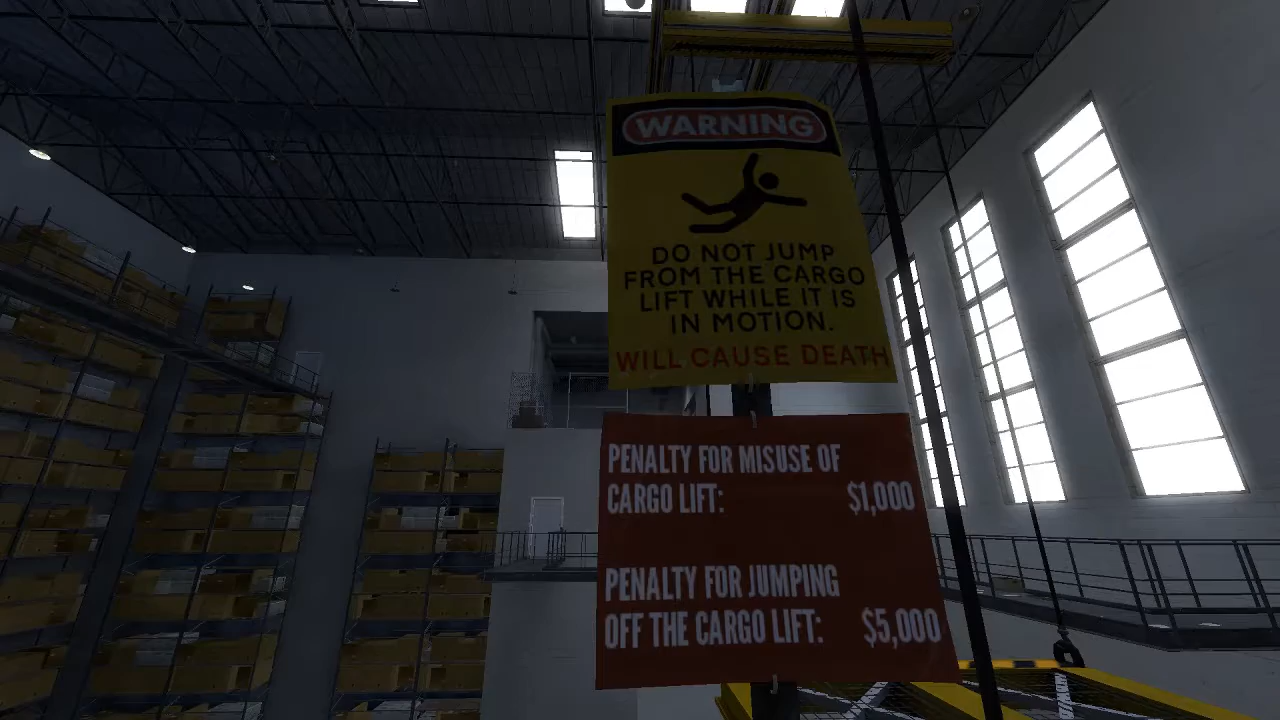 WARNING
DO NOT JUMP
FROM THE CARGO
LIFT WHILE IT IS
IN MOTION.
WILL CAUSE DEATH
PENALTY FOR MISUSE OF
CARGO LIFT: $1,000
PENALTY FOR JUMPING
OFF THE CARGO LIFT: $5,000